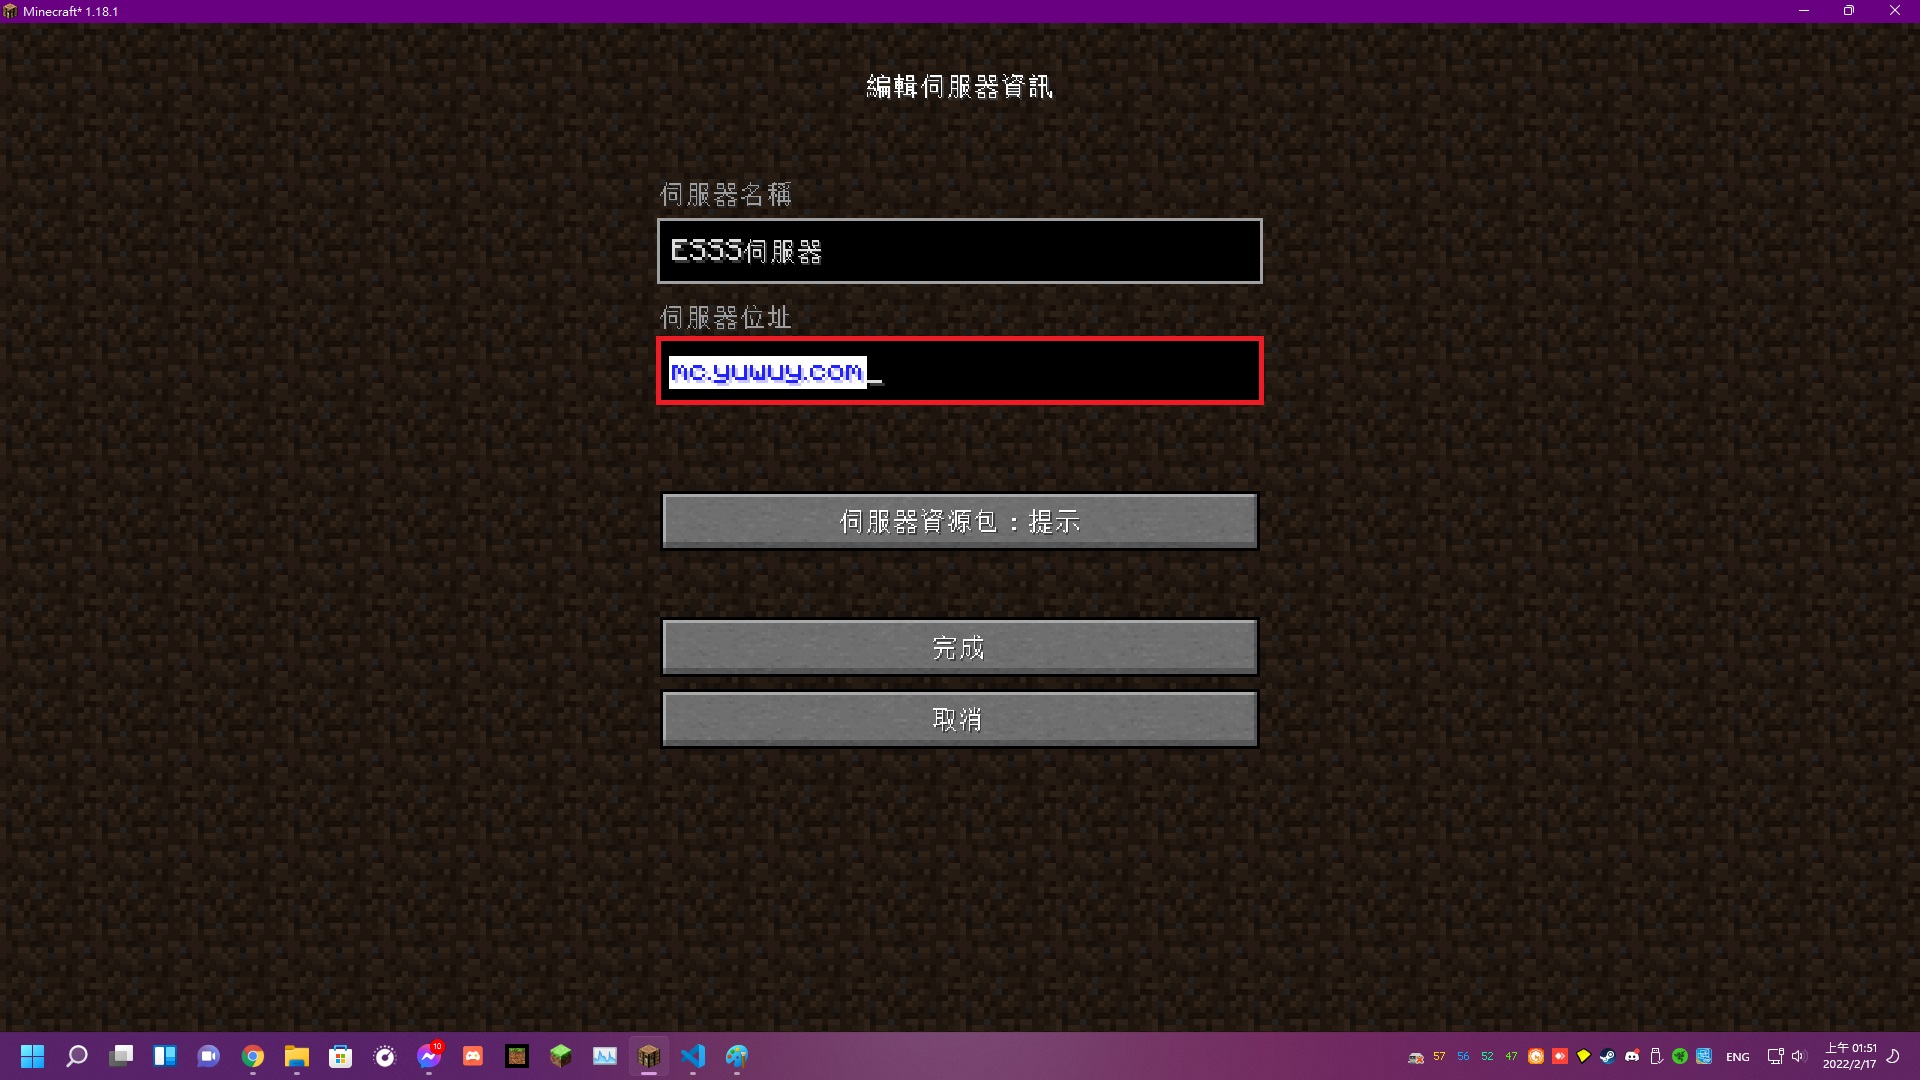 Minecraft* 1.18.1
編輯伺服器資訊
伺服器名稱
ESSS伺服器
伺服器位址
mc.yuwuy.com_
伺服器資源包：提示
完成
取消
10
57 56 52 47
ENG
上午 01:51
2022/2/17